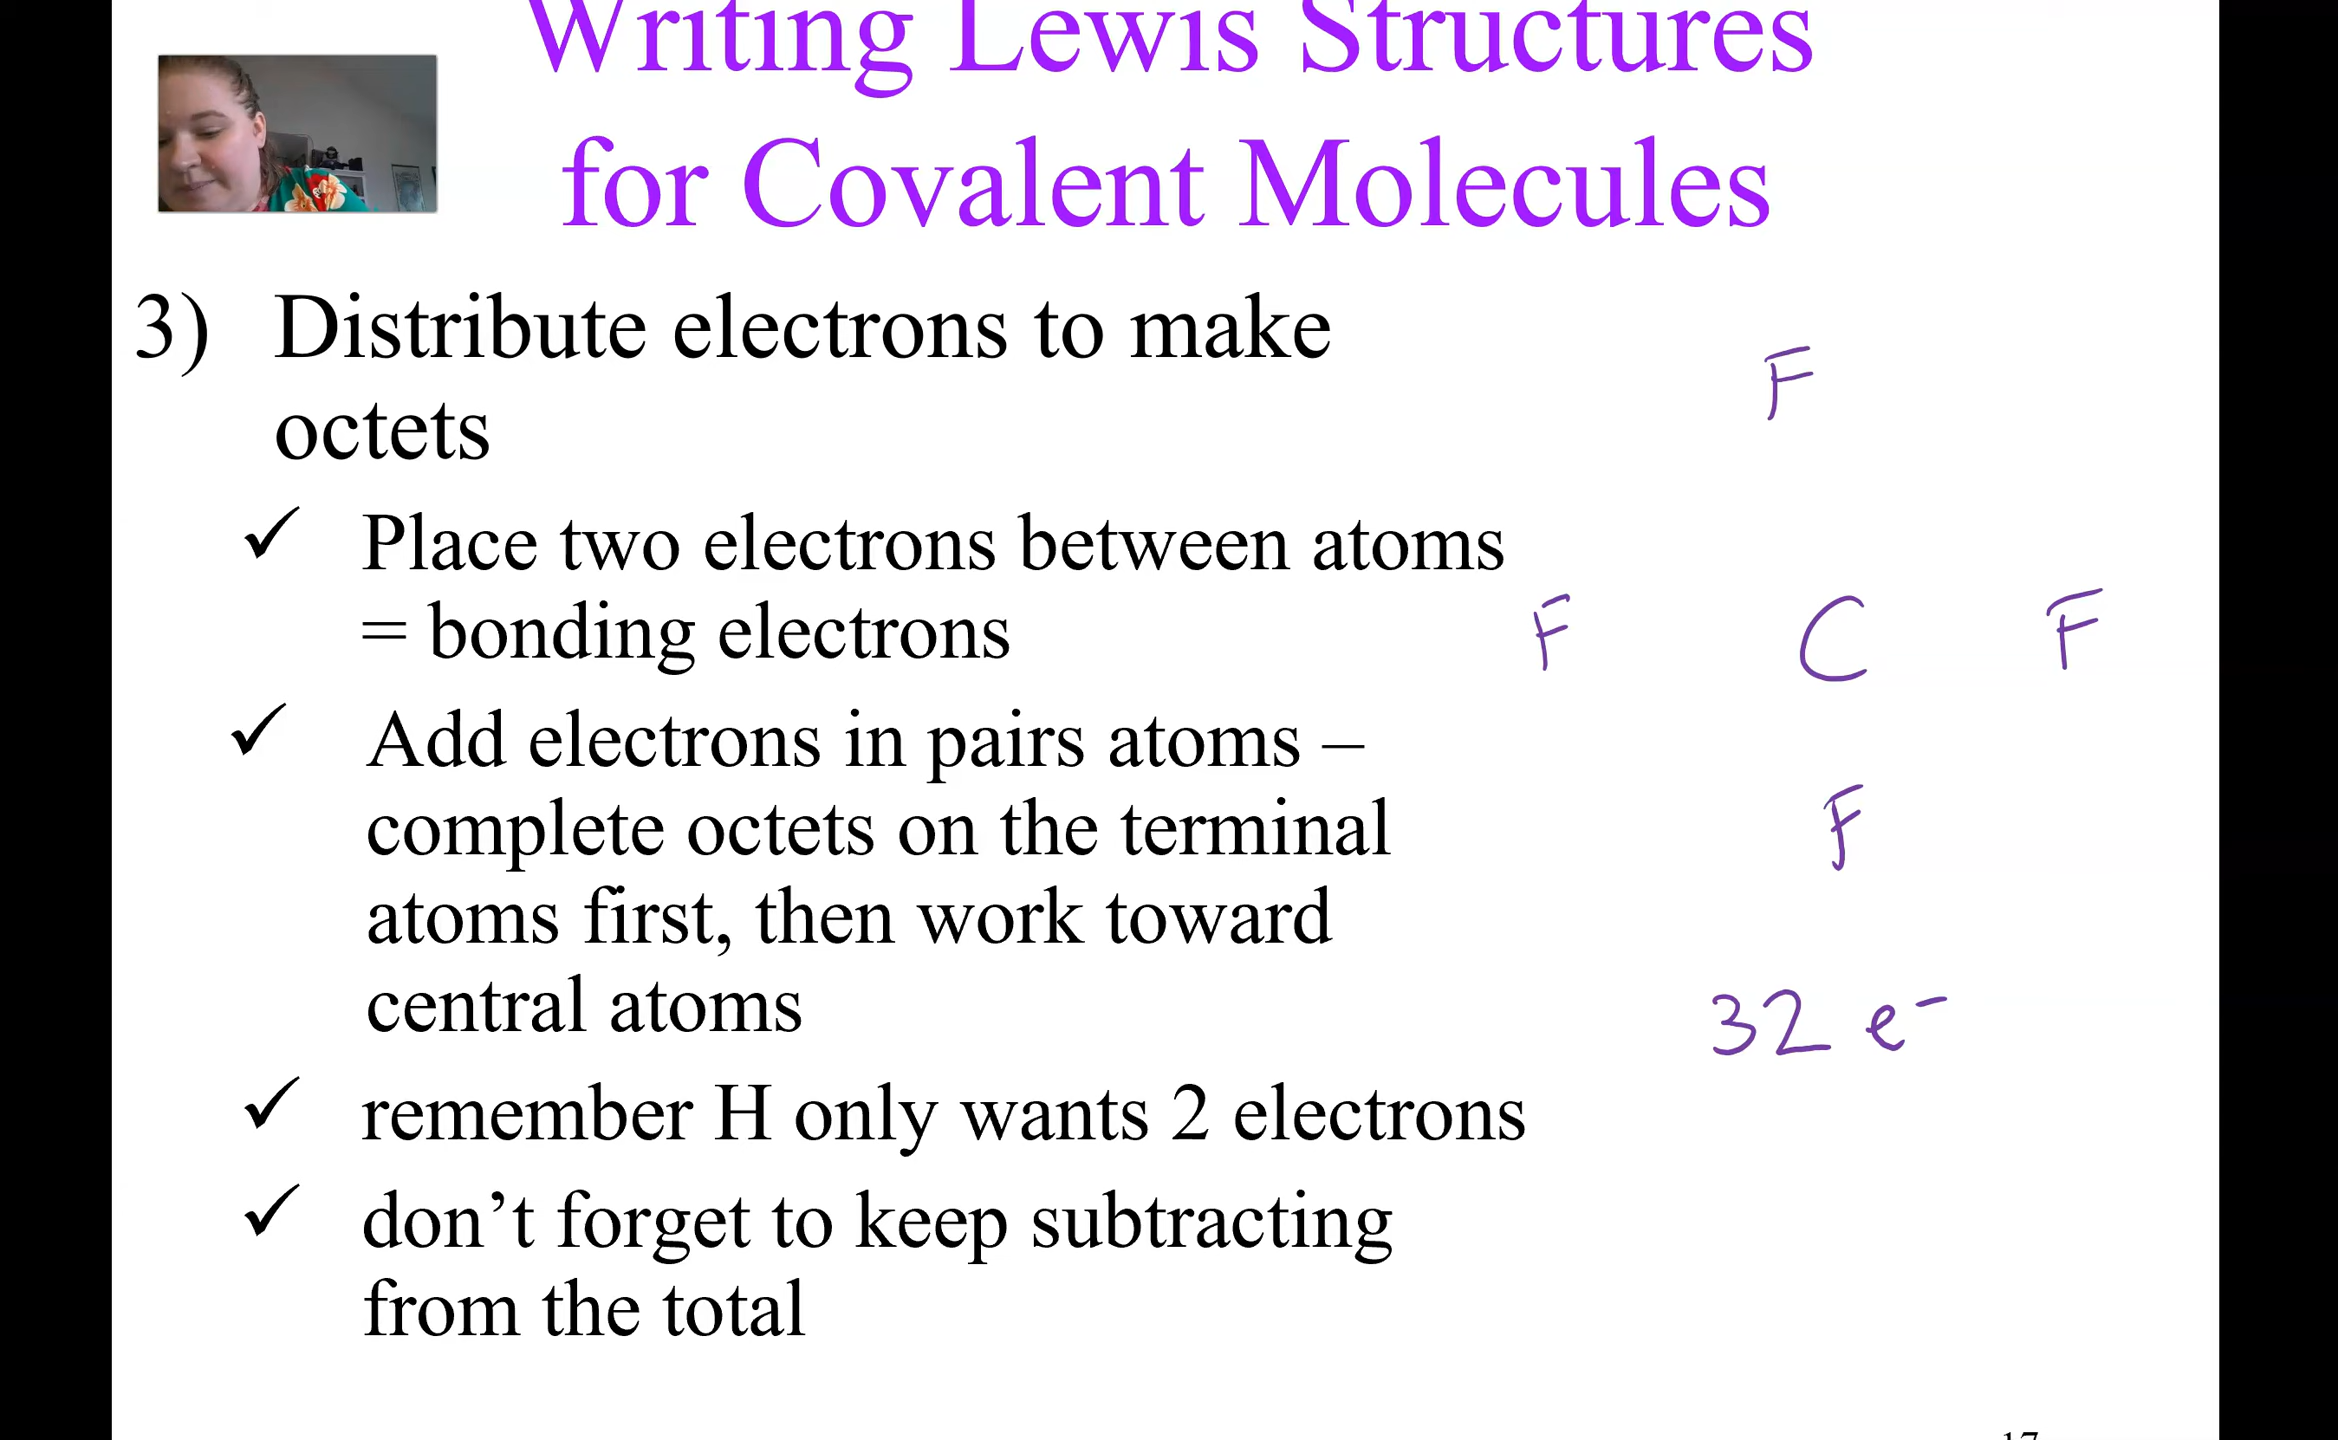 Writing Lewis Structures
for Covalent Molecules
3) Distribute electrons to make
octets
✓ Place two electrons between atoms
= bonding electrons
✓ Add electrons in pairs atoms –
complete octets on the terminal
atoms first, then work toward
central atoms
✓ remember H only wants 2 electrons
✓ don’t forget to keep subtracting
from the total
F
F C F
F
32 e⁻
17